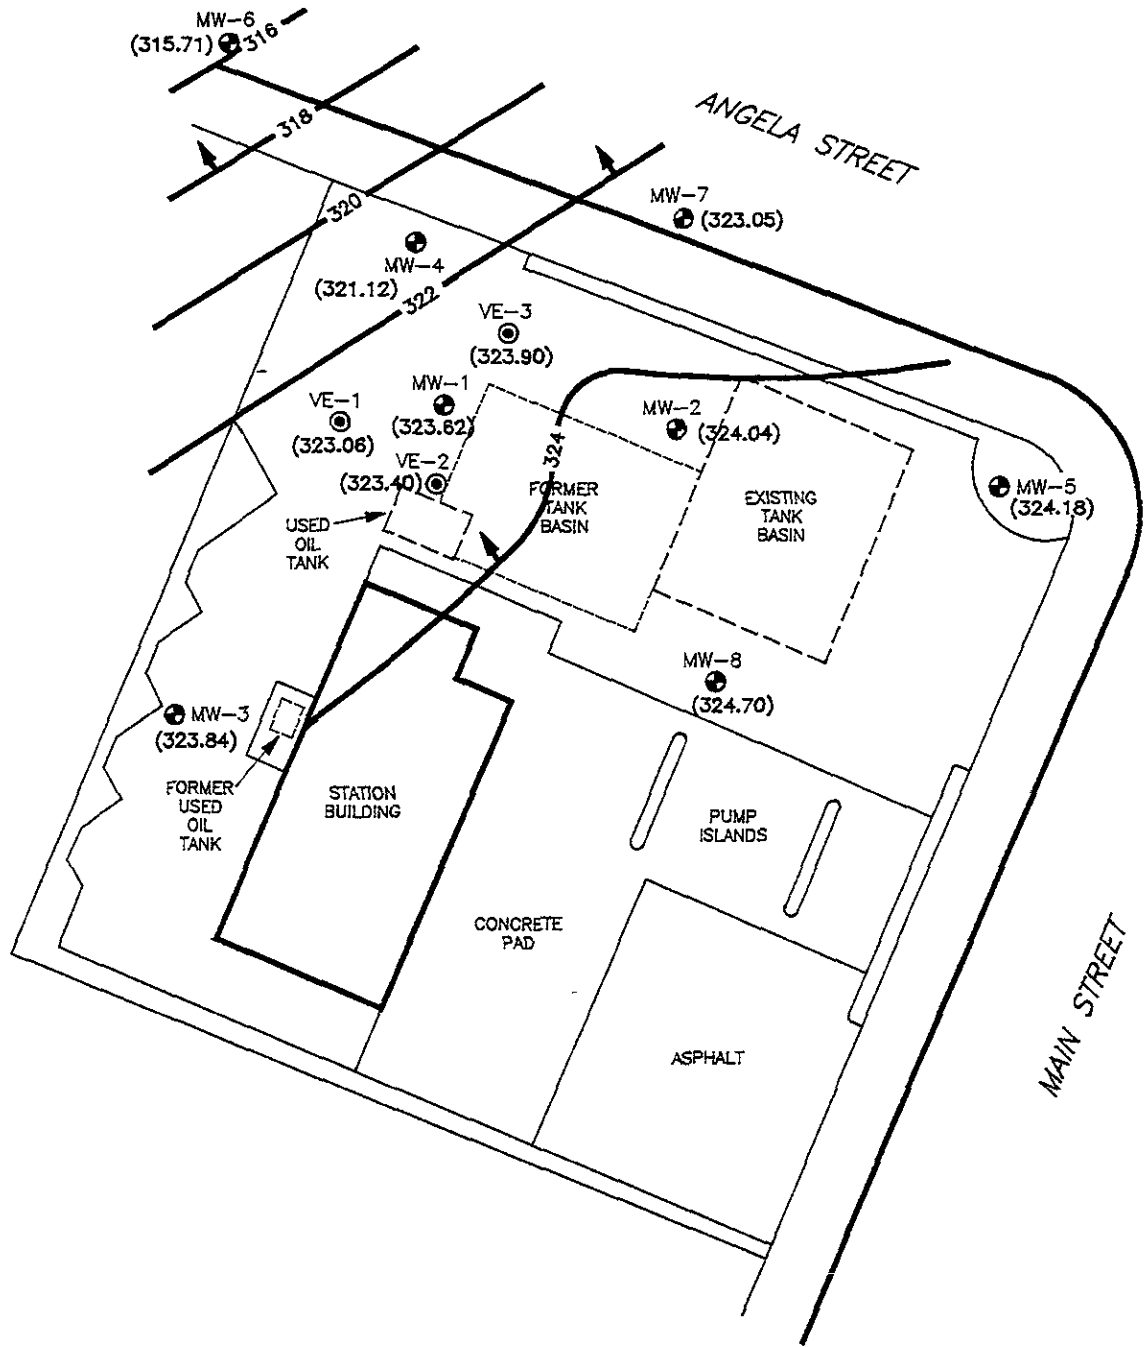 MW-6
(315.71)
316
318
320
322
ANGELA STREET
MW-7
(323.05)
MW-4
(321.12)
VE-3
(323.90)
MW-1
(323.62)
VE-1
(323.06)
VE-2
(323.40)
324
MW-2
(324.04)
FORMER
TANK
BASIN
EXISTING
TANK
BASIN
MW-5
(324.18)
USED
OIL
TANK
MW-8
(324.70)
MW-3
(323.84)
FORMER
USED
OIL
TANK
STATION
BUILDING
PUMP
ISLANDS
CONCRETE
PAD
ASPHALT
MAIN STREET